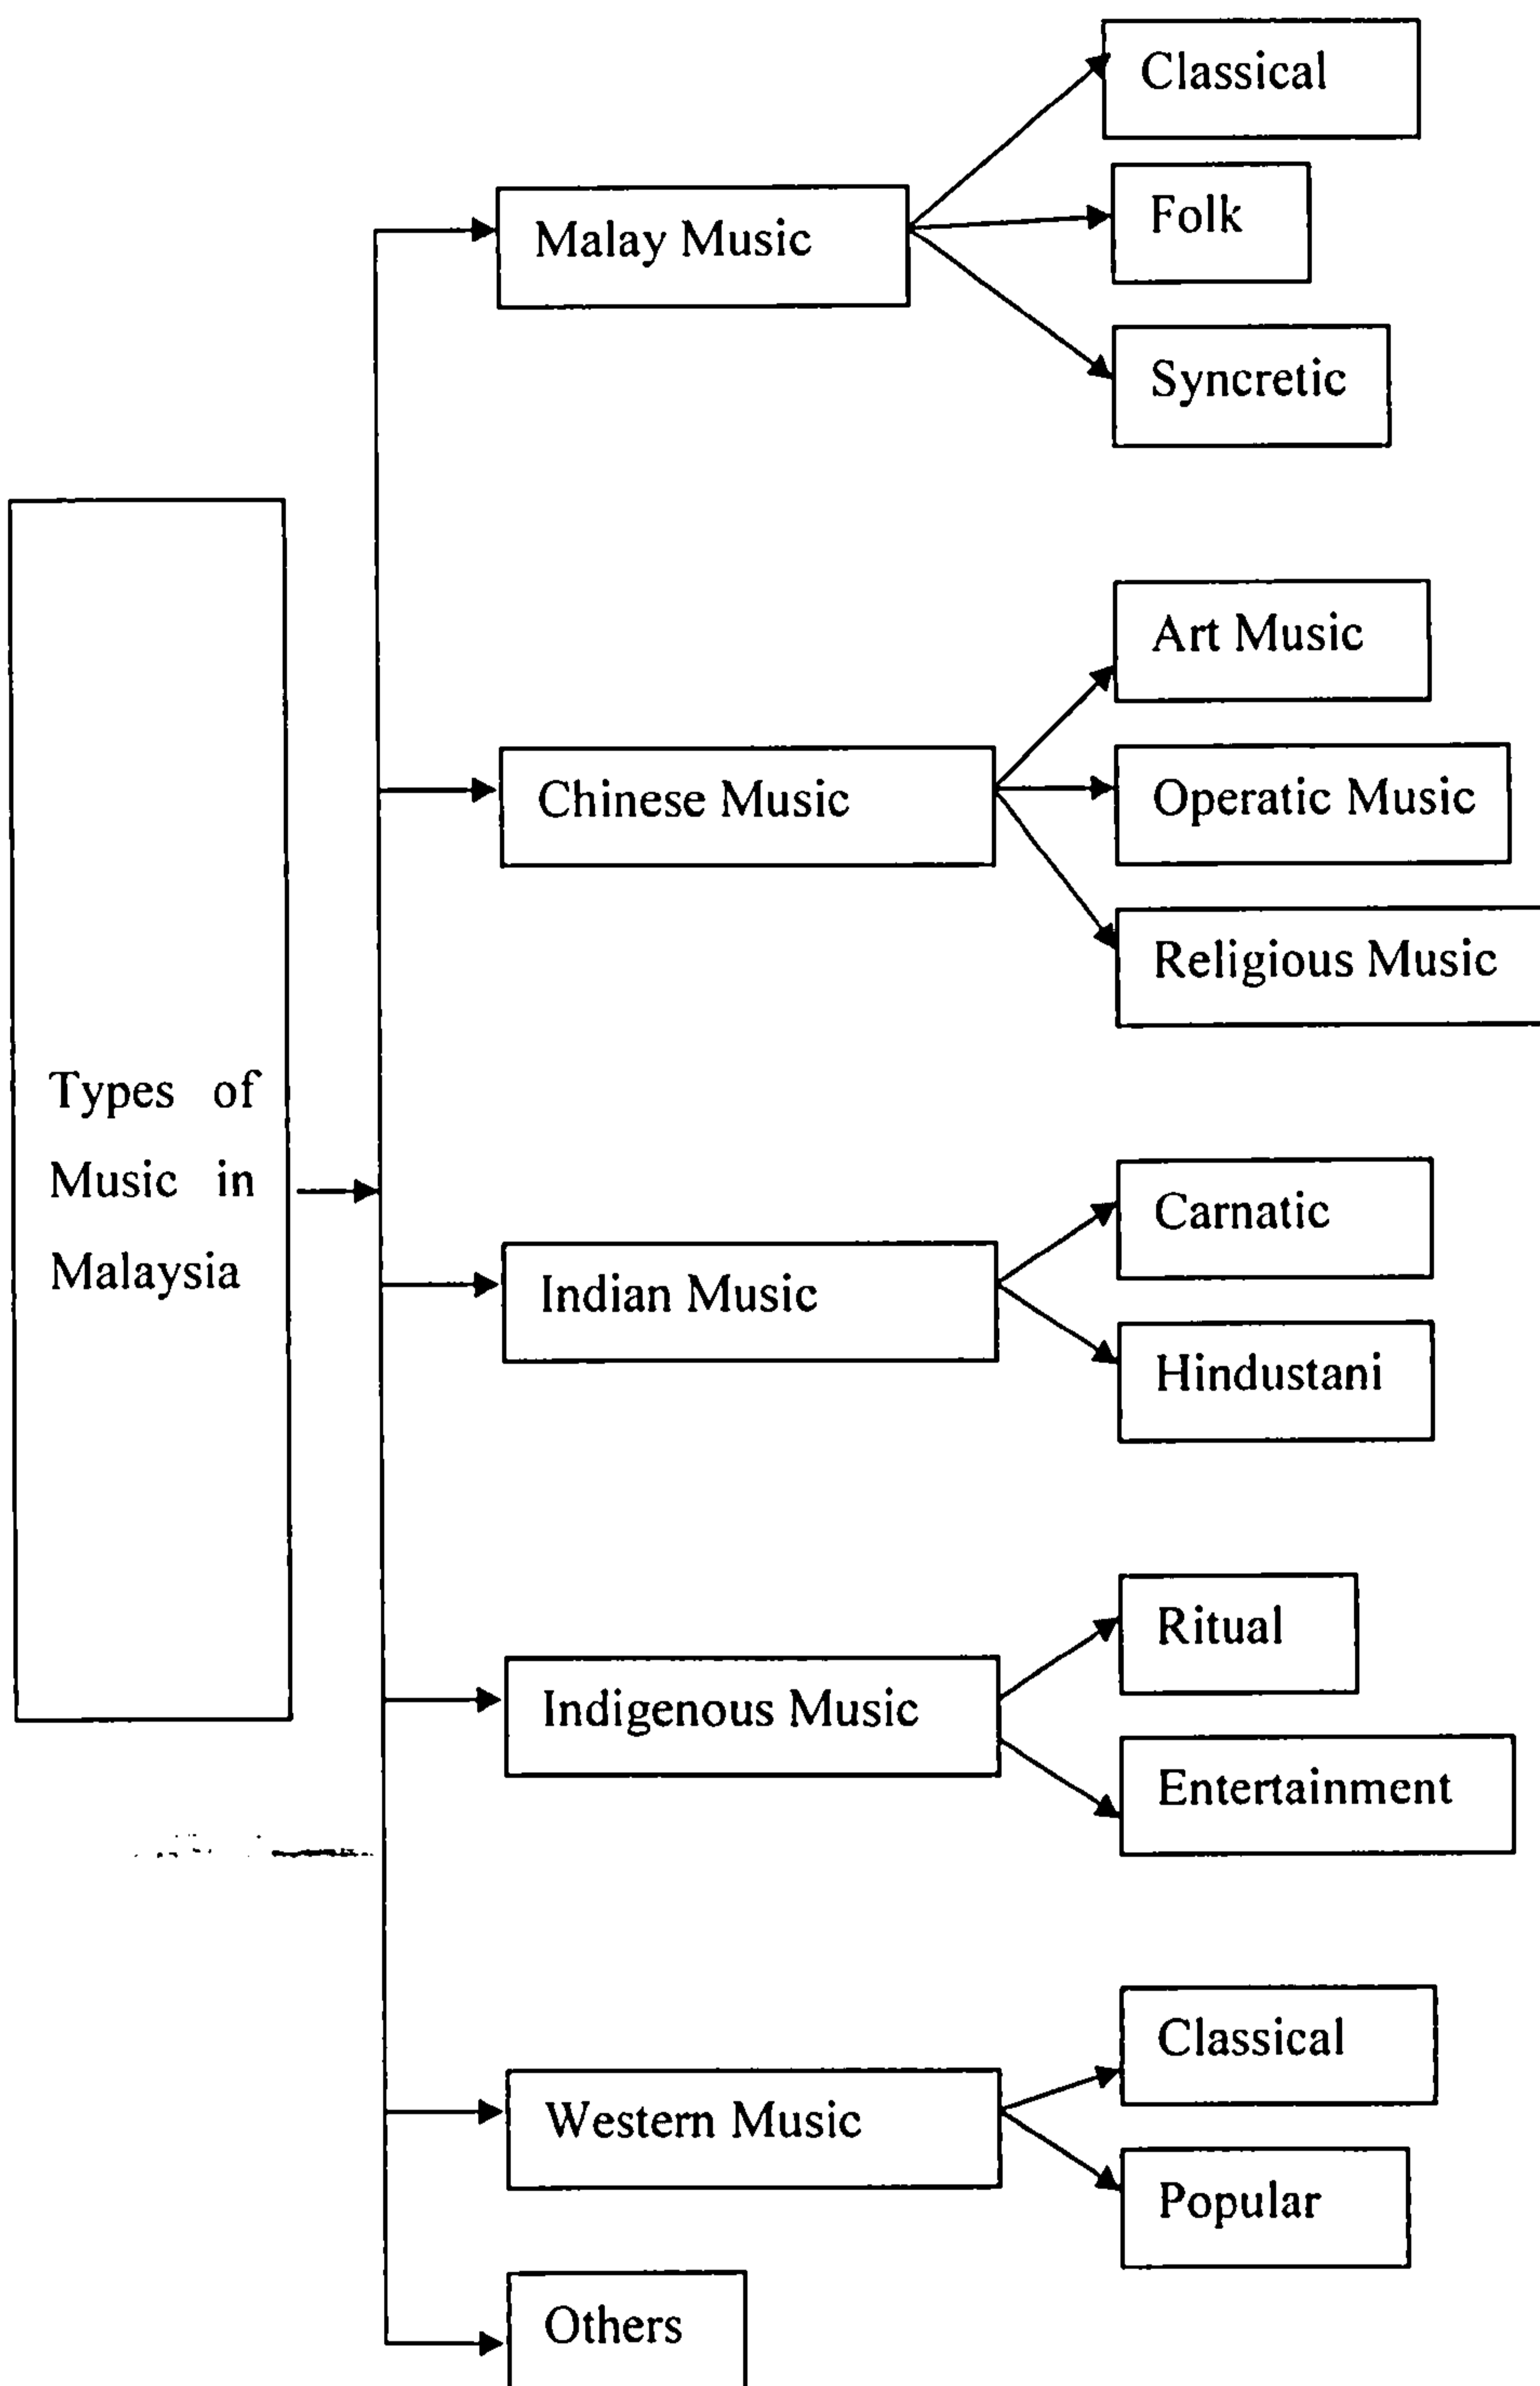 Types of
Music in
Malaysia
Malay Music
Classical
Folk
Syncretic
Chinese Music
Art Music
Operatic Music
Religious Music
Indian Music
Carnatic
Hindustani
Indigenous Music
Ritual
Entertainment
Western Music
Classical
Popular
Others